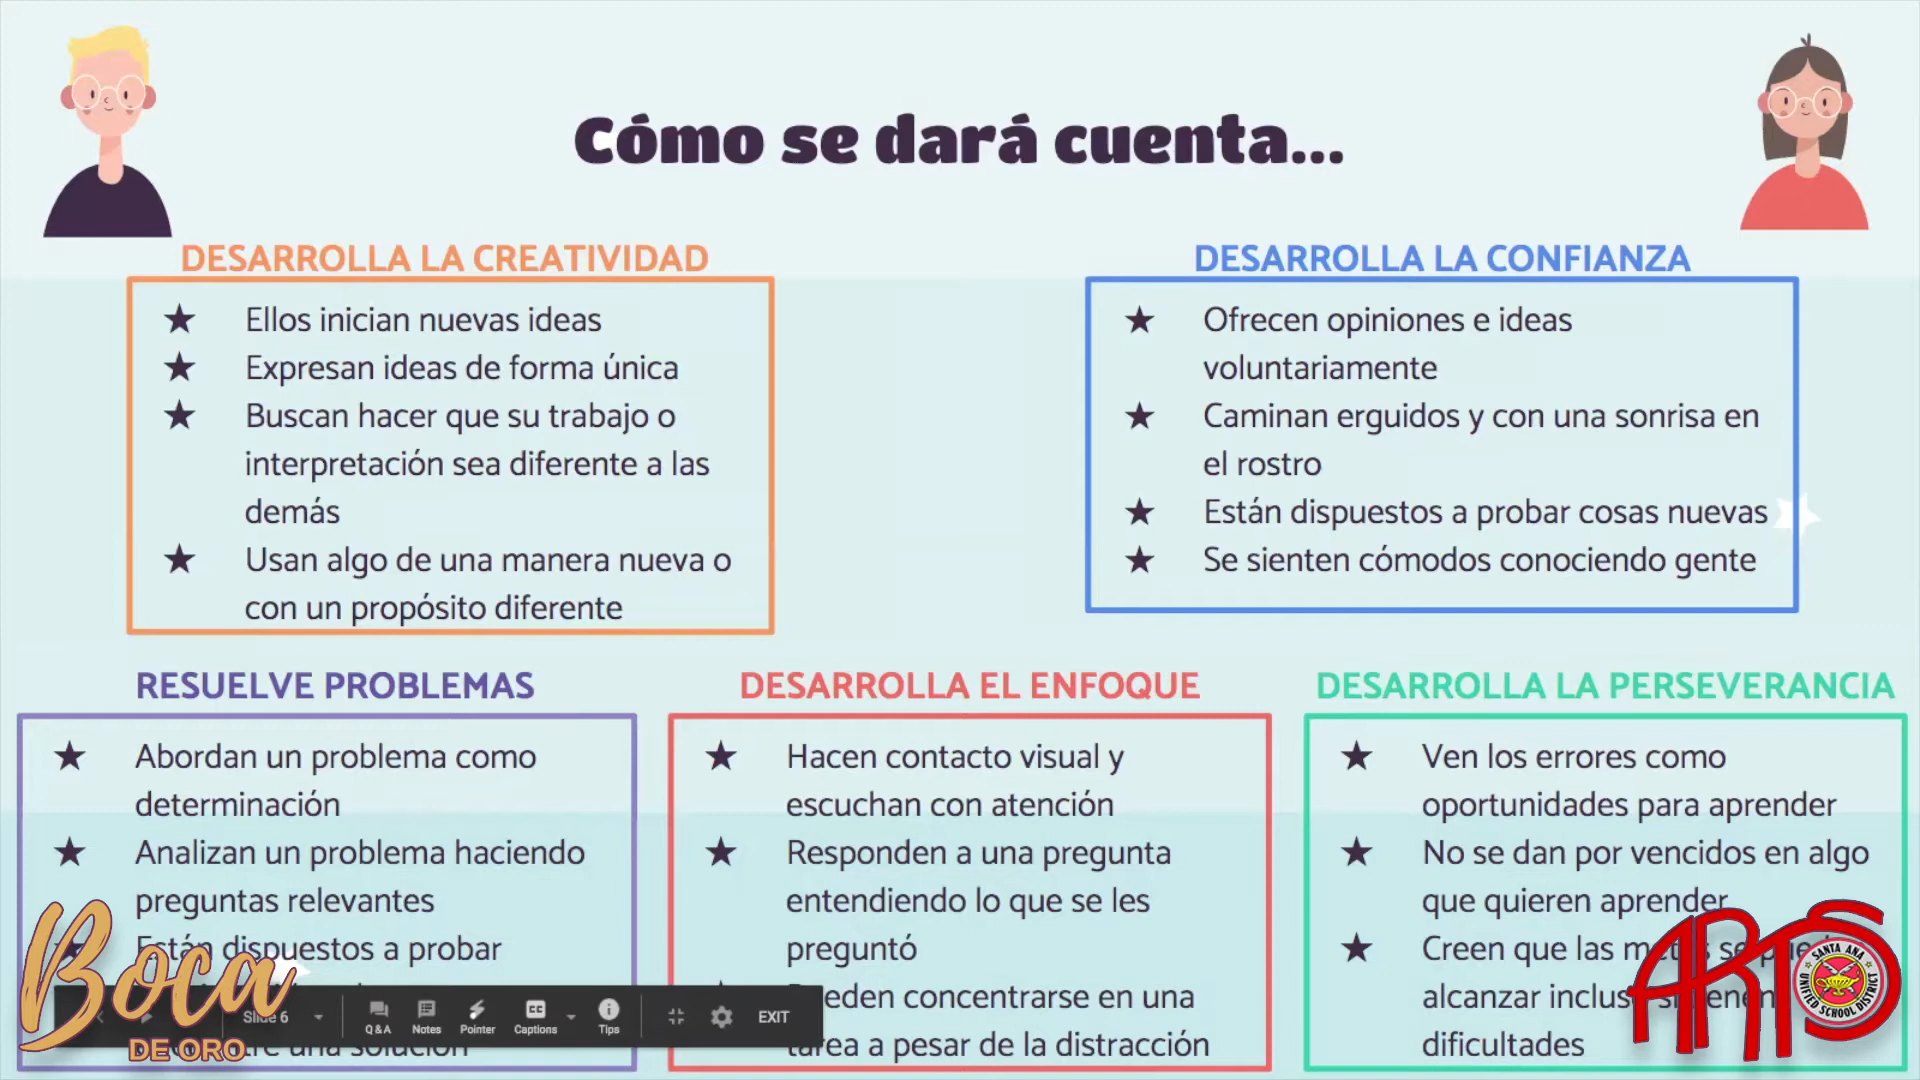 Cómo se dará cuenta...
DESARROLLA LA CREATIVIDAD
★ Ellos inician nuevas ideas
★ Expresan ideas de forma única
★ Buscan hacer que su trabajo o
interpretación sea diferente a las
demás
★ Usan algo de una manera nueva o
con un propósito diferente
DESARROLLA LA CONFIANZA
★ Ofrecen opiniones e ideas
voluntariamente
★ Caminan erguidos y con una sonrisa en
el rostro
★ Están dispuestos a probar cosas nuevas
★ Se sienten cómodos conociendo gente
RESUELVE PROBLEMAS
★ Abordan un problema como
determinación
★ Analizan un problema haciendo
preguntas relevantes
★ Están dispuestos a probar
una solución
DESARROLLA EL ENFOQUE
★ Hacen contacto visual y
escuchan con atención
★ Responden a una pregunta
entendiendo lo que se les
preguntó
Pueden concentrarse en una
tarea a pesar de la distracción
DESARROLLA LA PERSEVERANCIA
★ Ven los errores como
oportunidades para aprender
★ No se dan por vencidos en algo
que quieren aprender
★ Creen que las
alcanzar
dificultades
Boca
DE ORO
Slide 6
Q & A
Notes
Pointer
CC
Captions
Tips
EXIT
ARTS
SANTA ANA
UNIFIED SCHOOL DISTRICT